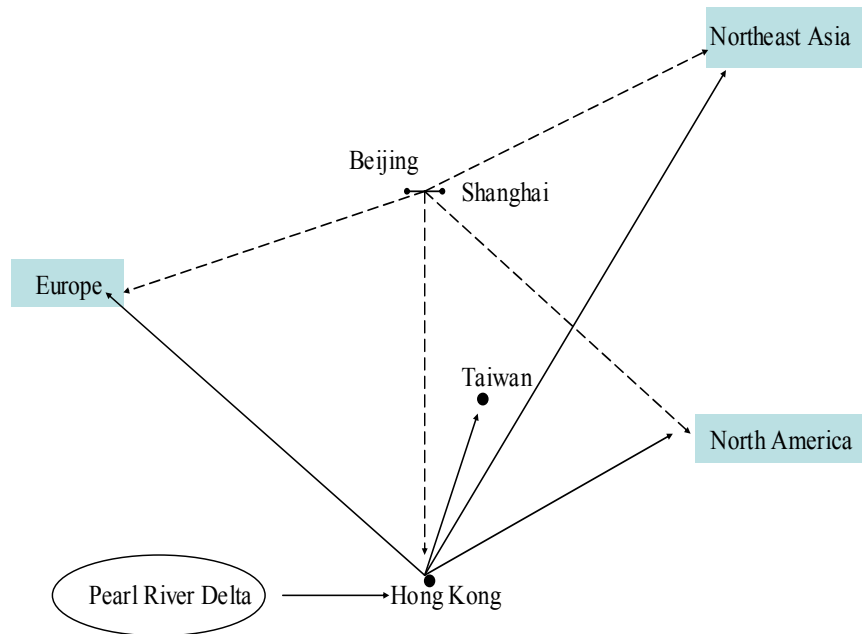 Northeast Asia
Beijing
Shanghai
Europe
Taiwan
North America
Pearl River Delta
Hong Kong